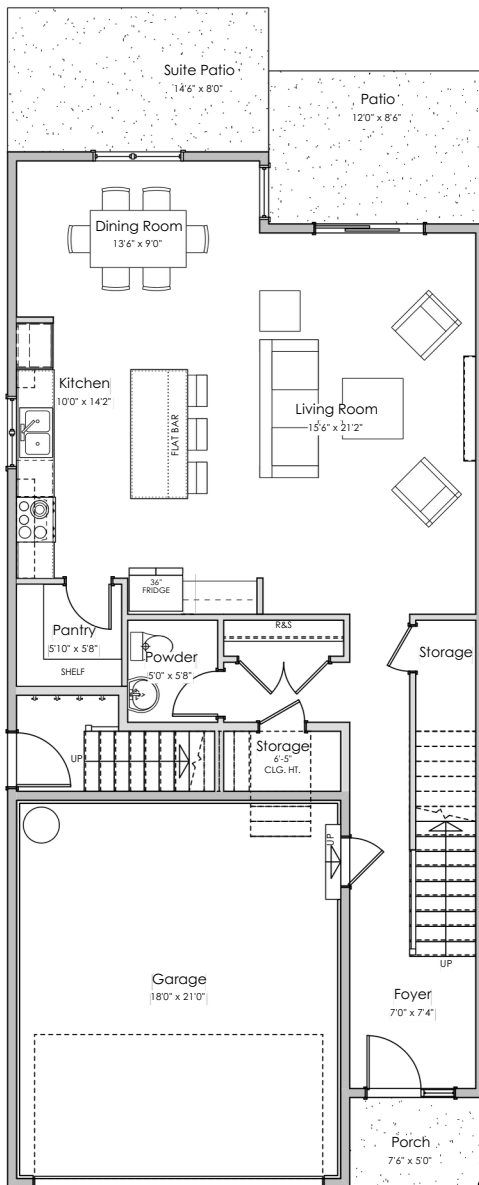 Suite Patio
14'6" x 8'0"
Patio
12'0" x 8'6"
Dining Room
13'6" x 9'0"
Kitchen
10'0" x 14'2"
FLAT BAR
Living Room
15'6" x 21'2"
36"
FRIDGE
Pantry
5'10" x 5'8"
SHELF
Powder
5'0" x 5'8"
R&S
Storage
Storage
6'-5"
CLG. HT.
UP
UP
UP
Garage
18'0" x 21'0"
Foyer
7'0" x 7'4"
Porch
7'6" x 5'0"